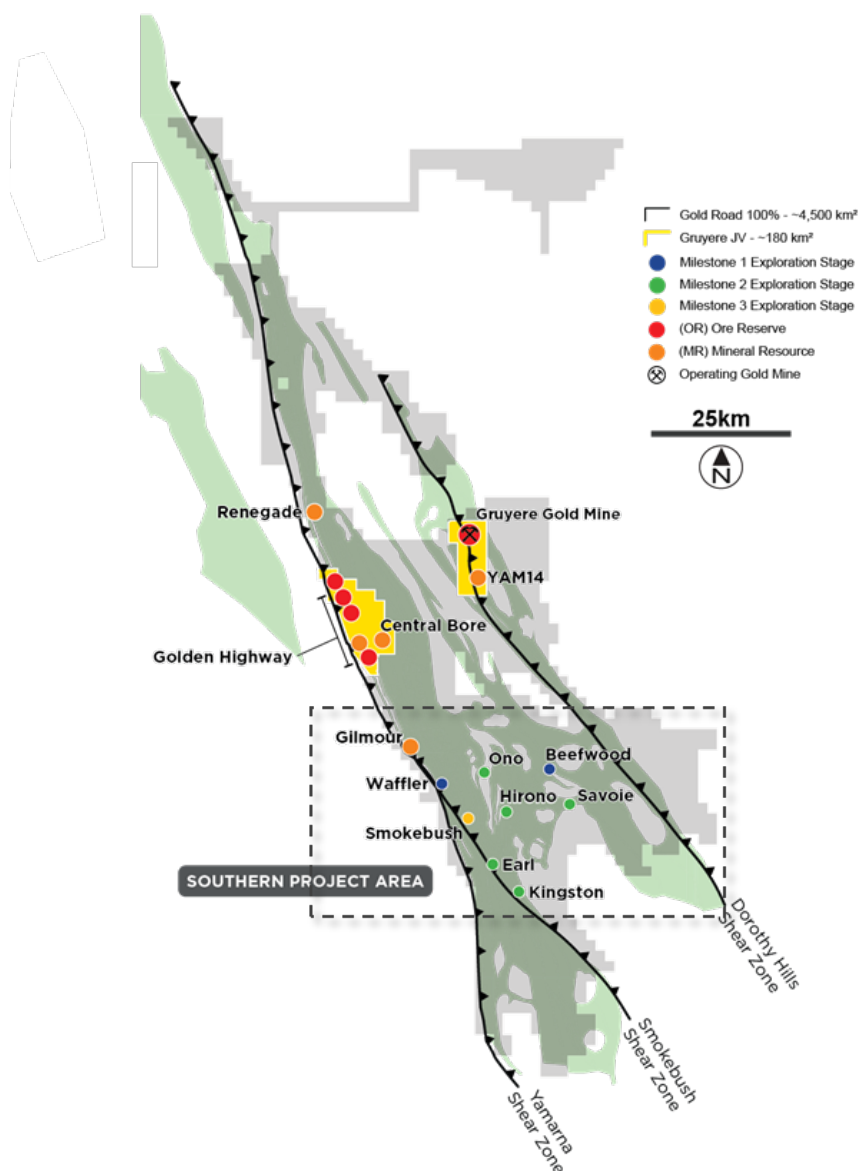 Gold Road 100% - ~4,500 km²
Gruyere JV - ~180 km²
Milestone 1 Exploration Stage
Milestone 2 Exploration Stage
Milestone 3 Exploration Stage
(OR) Ore Reserve
(MR) Mineral Resource
Operating Gold Mine
25km
N
Renegade
Gruyere Gold Mine
YAM14
Central Bore
Golden Highway
Gilmour
Ono
Beefwood
Waffler
Hirono
Savoie
Smokebush
Earl
SOUTHERN PROJECT AREA
Kingston
Dorothy Hills
Shear Zone
Smokebush
Shear Zone
Yamarna
Shear Zone